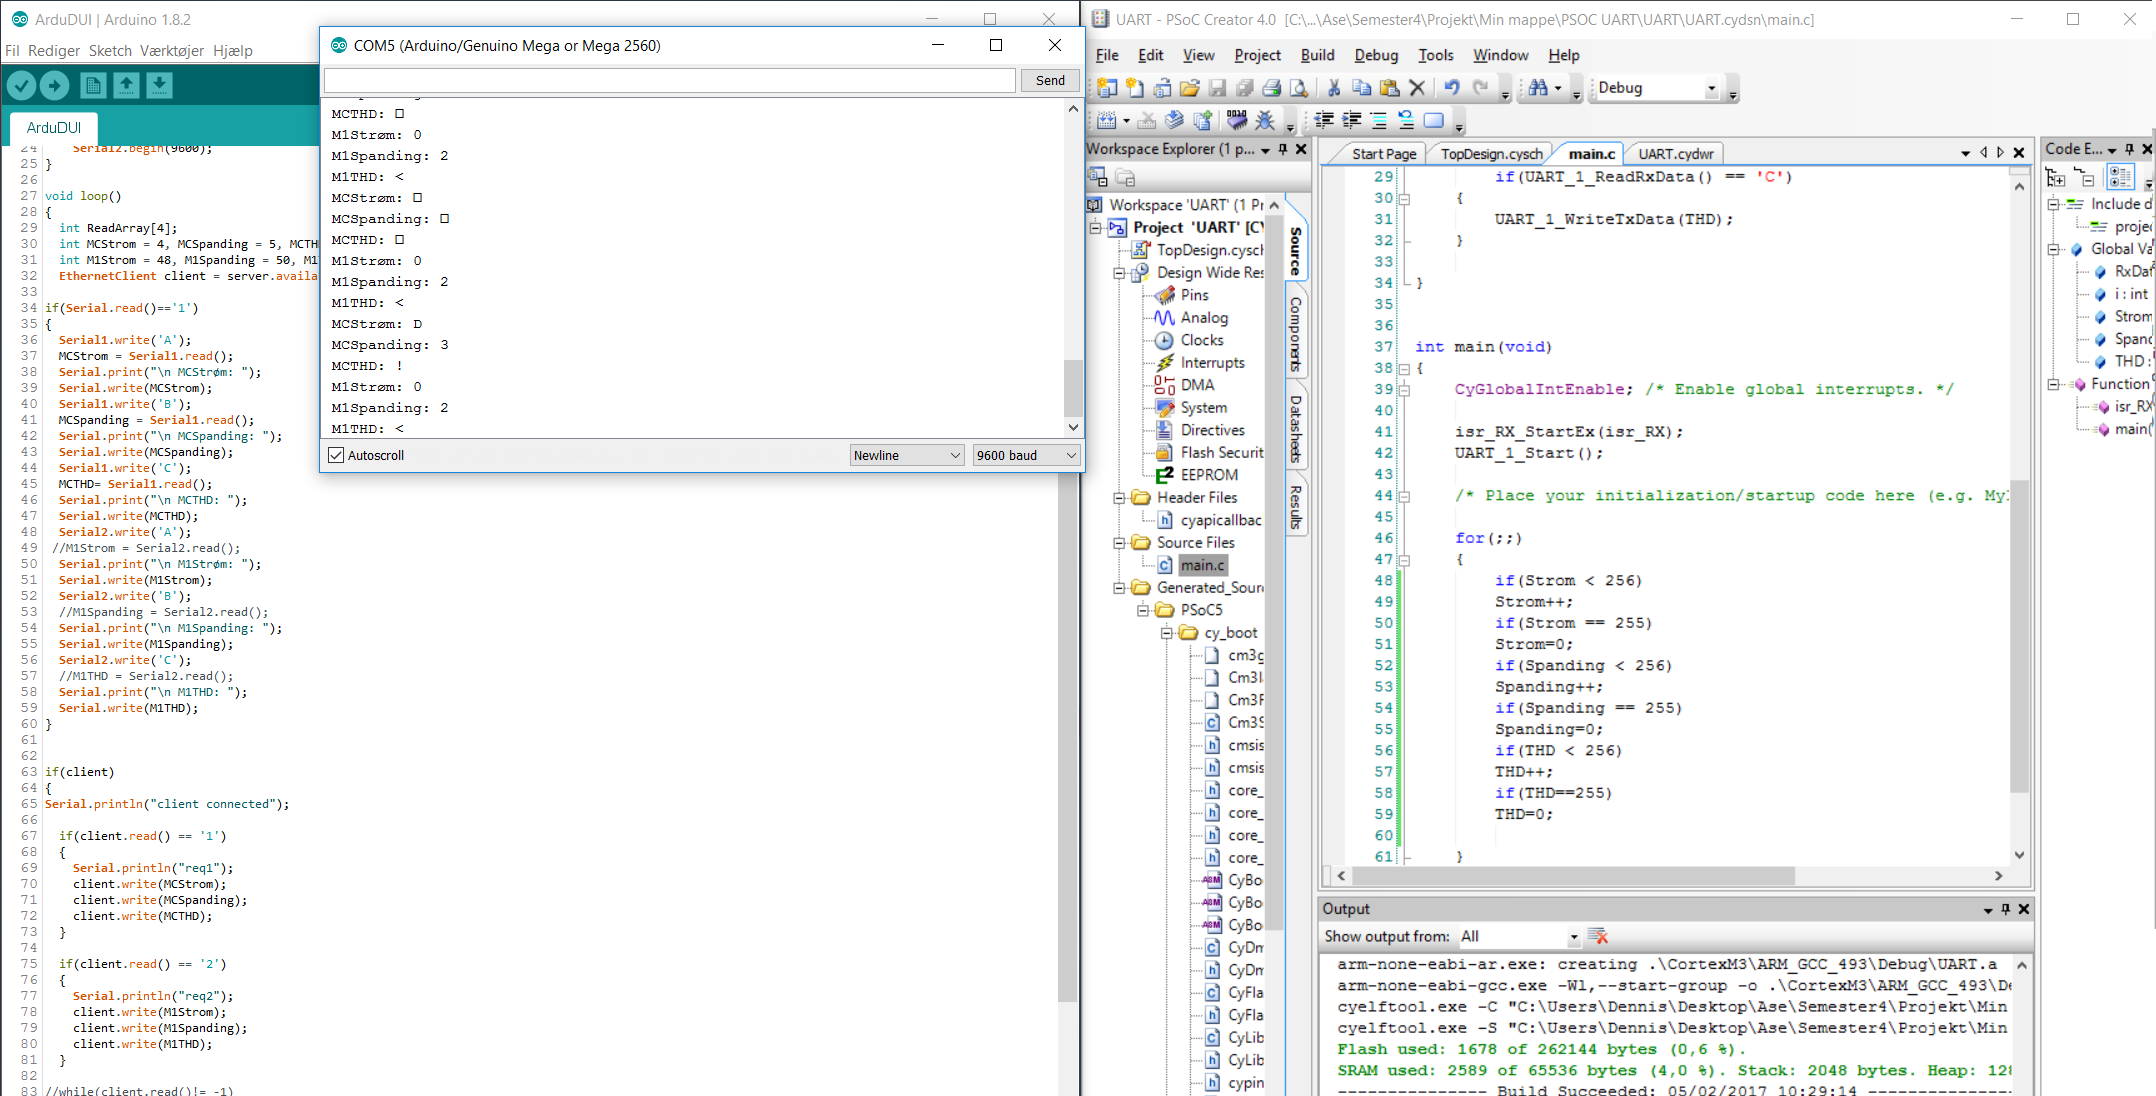 ArduDUI | Arduino 1.8.2
Fil Rediger Sketch Værktøjer Hjælp
ArduDUI
24 Serial2.begin(9600);
25 }
26
27 void loop()
28 {
29 int ReadArray[4];
30 int MCStrom = 4, MCSpanding = 5, MCTH
31 int M1Strom = 48, M1Spanding = 50, M1
32 EthernetClient client = server.availa
33
34 if(Serial.read()=='1')
35 {
36 Serial1.write('A');
37 MCStrom = Serial1.read();
38 Serial.print("\n MCStrøm: ");
39 Serial.write(MCStrom);
40 Serial1.write('B');
41 MCSpanding = Serial1.read();
42 Serial.print("\n MCSpanding: ");
43 Serial.write(MCSpanding);
44 Serial1.write('C');
45 MCTHD= Serial1.read();
46 Serial.print("\n MCTHD: ");
47 Serial.write(MCTHD);
48 Serial2.write('A');
49 //M1Strom = Serial2.read();
50 Serial.print("\n M1Strøm: ");
51 Serial.write(M1Strom);
52 Serial2.write('B');
53 //M1Spanding = Serial2.read();
54 Serial.print("\n M1Spanding: ");
55 Serial.write(M1Spanding);
56 Serial2.write('C');
57 //M1THD = Serial2.read();
58 Serial.print("\n M1THD: ");
59 Serial.write(M1THD);
60 }
61
62
63 if(client)
64 {
65 Serial.println("client connected");
66
67 if(client.read() == '1')
68 {
69 Serial.println("req1");
70 client.write(MCStrom);
71 client.write(MCSpanding);
72 client.write(MCTHD);
73 }
74
75 if(client.read() == '2')
76 {
77 Serial.println("req2");
78 client.write(M1Strom);
79 client.write(M1Spanding);
80 client.write(M1THD);
81 }
82
83 //while(client.read()!= -1)
COM5 (Arduino/Genuino Mega or Mega 2560)
Send
MCTHD: □
M1Strøm: 0
M1Spanding: 2
M1THD: <
MCStrøm: □
MCSpanding: □
MCTHD: □
M1Strøm: 0
M1Spanding: 2
M1THD: <
MCStrøm: D
MCSpanding: 3
MCTHD: !
M1Strøm: 0
M1Spanding: 2
M1THD: <
Autoscroll
Newline
9600 baud
UART - PSoC Creator 4.0 [C:\...\Ase\Semester4\Projekt\Min mappe\PSOC UART\UART\UART.cydsn\main.c]
File Edit View Project Build Debug Tools Window Help
Debug
Workspace Explorer (1 p...
Workspace 'UART' (1 Pr
Project 'UART' [CY
TopDesign.cysch
Design Wide Res
Pins
Analog
Clocks
Interrupts
DMA
System
Directives
Flash Securit
EEPROM
Header Files
cyapicallbac
Source Files
main.c
Generated_Sour
PSoC5
cy_boot
cm3g
Cm3I
Cm3F
Cm3S
cmsis
cmsis
core_
core_
core_
core_
CyBo
CyBo
CyBo
CyDm
CyDm
CyFla
CyFla
CyLib
CyLib
cypin
Source
Components
Datasheets
Results
Start Page
TopDesign.cysch
main.c
UART.cydwr
29 if(UART_1_ReadRxData() == 'C')
30 {
31 UART_1_WriteTxData(THD);
32 }
33
34 }
35
36
37 int main(void)
38 {
39 CyGlobalIntEnable; /* Enable global interrupts. */
40
41 isr_RX_StartEx(isr_RX);
42 UART_1_Start();
43
44 /* Place your initialization/startup code here (e.g. My
45
46 for(;;)
47 {
48 if(Strom < 256)
49 Strom++;
50 if(Strom == 255)
51 Strom=0;
52 if(Spanding < 256)
53 Spanding++;
54 if(Spanding == 255)
55 Spanding=0;
56 if(THD < 256)
57 THD++;
58 if(THD==255)
59 THD=0;
60
61 }
Code E...
Include d
proje
Global Va
RxDa
i : int
Strom
Spand
THD :
Function
isr_RX
main(
Output
Show output from: All
arm-none-eabi-ar.exe: creating .\CortexM3\ARM_GCC_493\Debug\UART.a
arm-none-eabi-gcc.exe -Wl,--start-group -o .\CortexM3\ARM_GCC_493\De
cyelftool.exe -C "C:\Users\Dennis\Desktop\Ase\Semester4\Projekt\Min
cyelftool.exe -S "C:\Users\Dennis\Desktop\Ase\Semester4\Projekt\Min
Flash used: 1678 of 262144 bytes (0,6 %).
SRAM used: 2589 of 65536 bytes (4,0 %). Stack: 2048 bytes. Heap: 128
--------------- Build Succeeded: 05/02/2017 10:29:14 ---------------